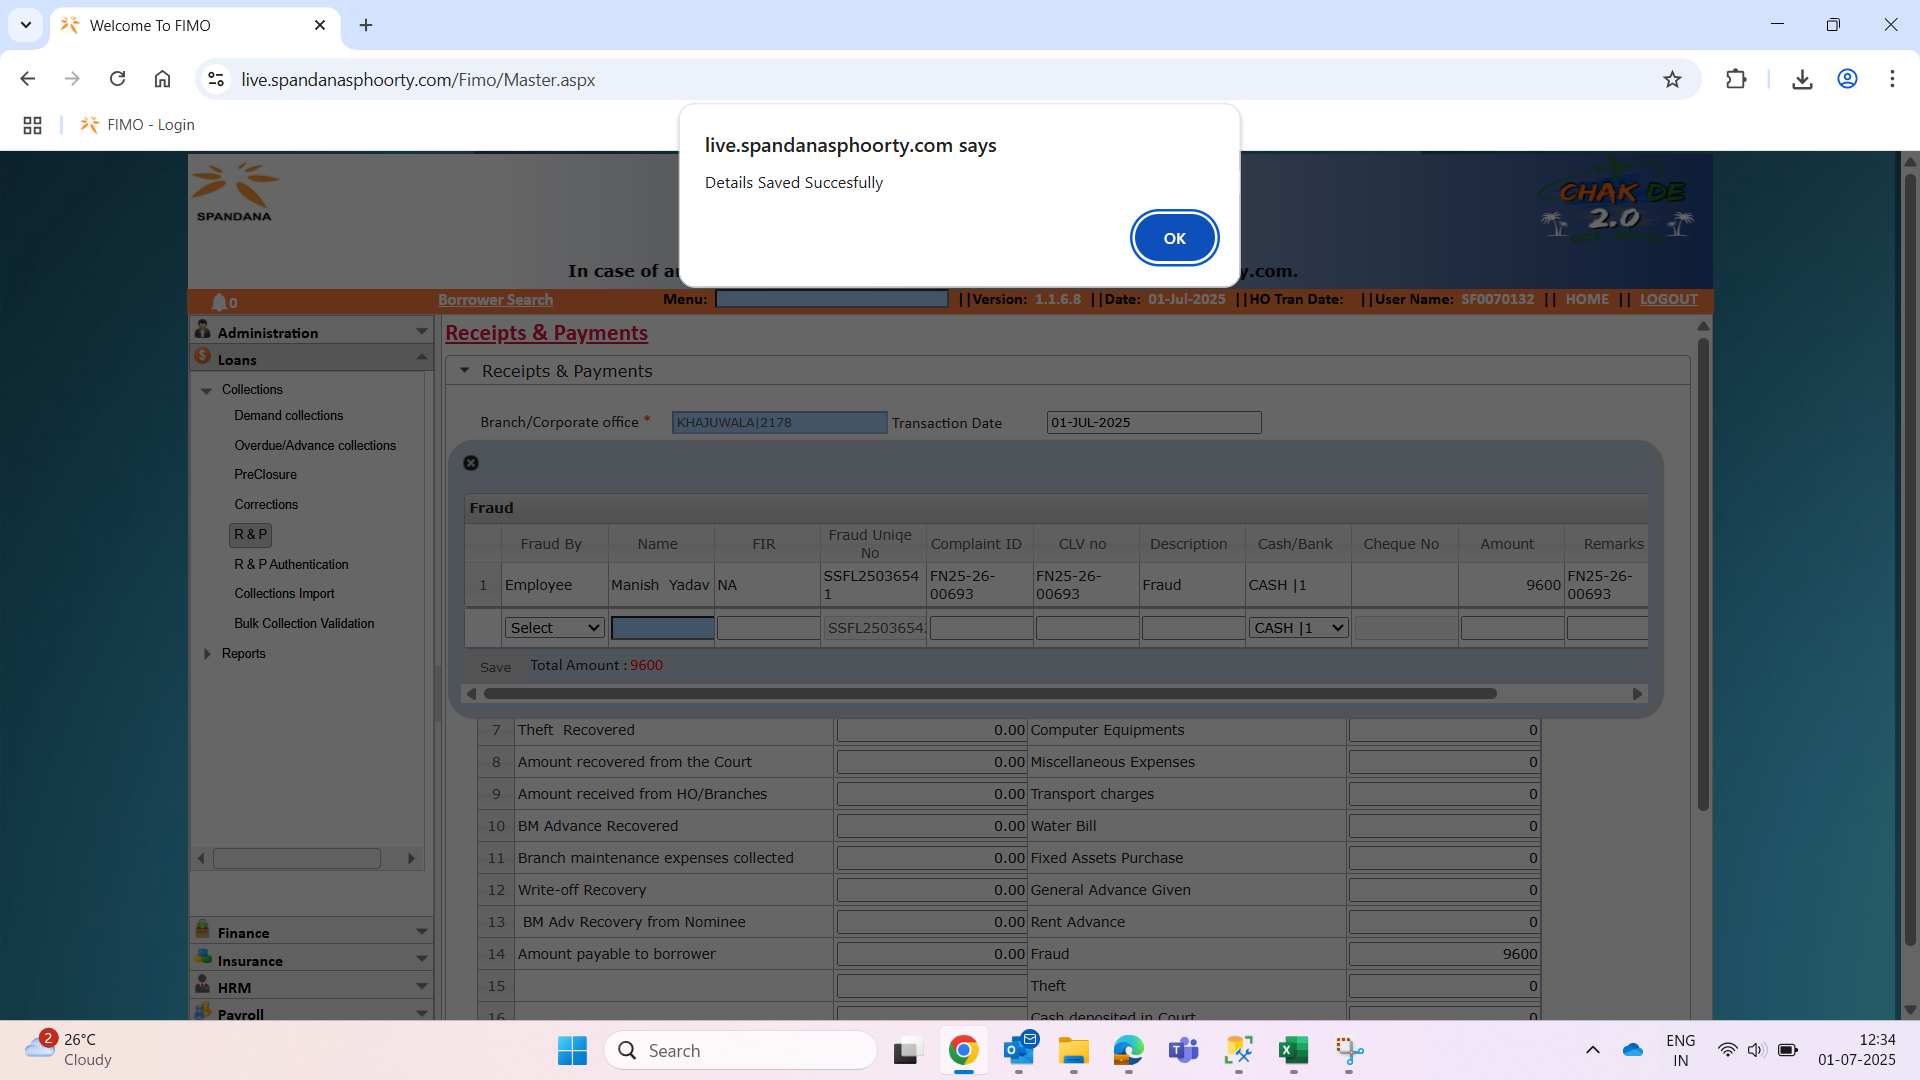 Welcome To FIMO
live.spandanasphoorty.com/Fimo/Master.aspx
FIMO - Login
live.spandanasphoorty.com says
Details Saved Succesfully
OK
SPANDANA
CHAK DE
2.0
In case of a
y.com.
0
Borrower Search
Menu:
||Version: 1.1.6.8 ||Date: 01-Jul-2025 ||HO Tran Date: ||User Name: SF0070132 || HOME || LOGOUT
Administration
Loans
Collections
Demand collections
Overdue/Advance collections
PreClosure
Corrections
R & P
R & P Authentication
Collections Import
Bulk Collection Validation
Reports
Finance
Insurance
HRM
Payroll
Receipts & Payments
Receipts & Payments
Branch/Corporate office * KHAJUWALA|2178 Transaction Date 01-JUL-2025
Fraud
Fraud By Name FIR Fraud Uniqe No Complaint ID CLV no Description Cash/Bank Cheque No Amount Remarks
1 Employee Manish Yadav NA SSFL25036541 FN25-26-00693 FN25-26-00693 Fraud CASH |1 9600 FN25-26-00693
Select SSFL2503654 CASH |1
Save Total Amount : 9600
7 Theft Recovered 0.00 Computer Equipments 0
8 Amount recovered from the Court 0.00 Miscellaneous Expenses 0
9 Amount received from HO/Branches 0.00 Transport charges 0
10 BM Advance Recovered 0.00 Water Bill 0
11 Branch maintenance expenses collected 0.00 Fixed Assets Purchase 0
12 Write-off Recovery 0.00 General Advance Given 0
13 BM Adv Recovery from Nominee 0.00 Rent Advance 0
14 Amount payable to borrower 0.00 Fraud 9600
15 Theft 0
16 Cash deposited in Court 0
2
26°C
Cloudy
Search
ENG
IN
12:34
01-07-2025